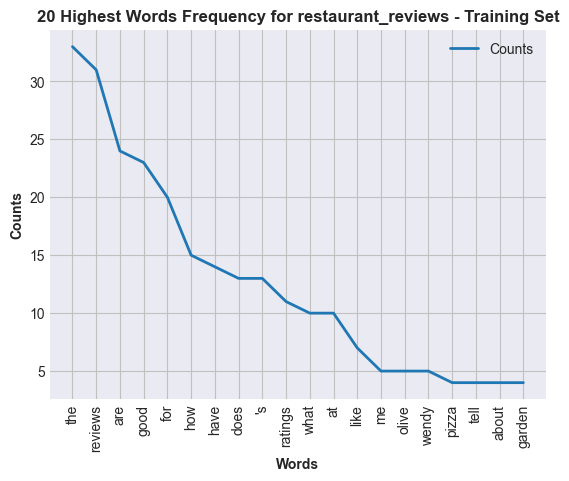 20 Highest Words Frequency for restaurant_reviews - Training Set
Counts
Counts
30
25
20
15
10
5
the
reviews
are
good
for
how
have
does
's
ratings
what
at
like
me
olive
wendy
pizza
tell
about
garden
Words